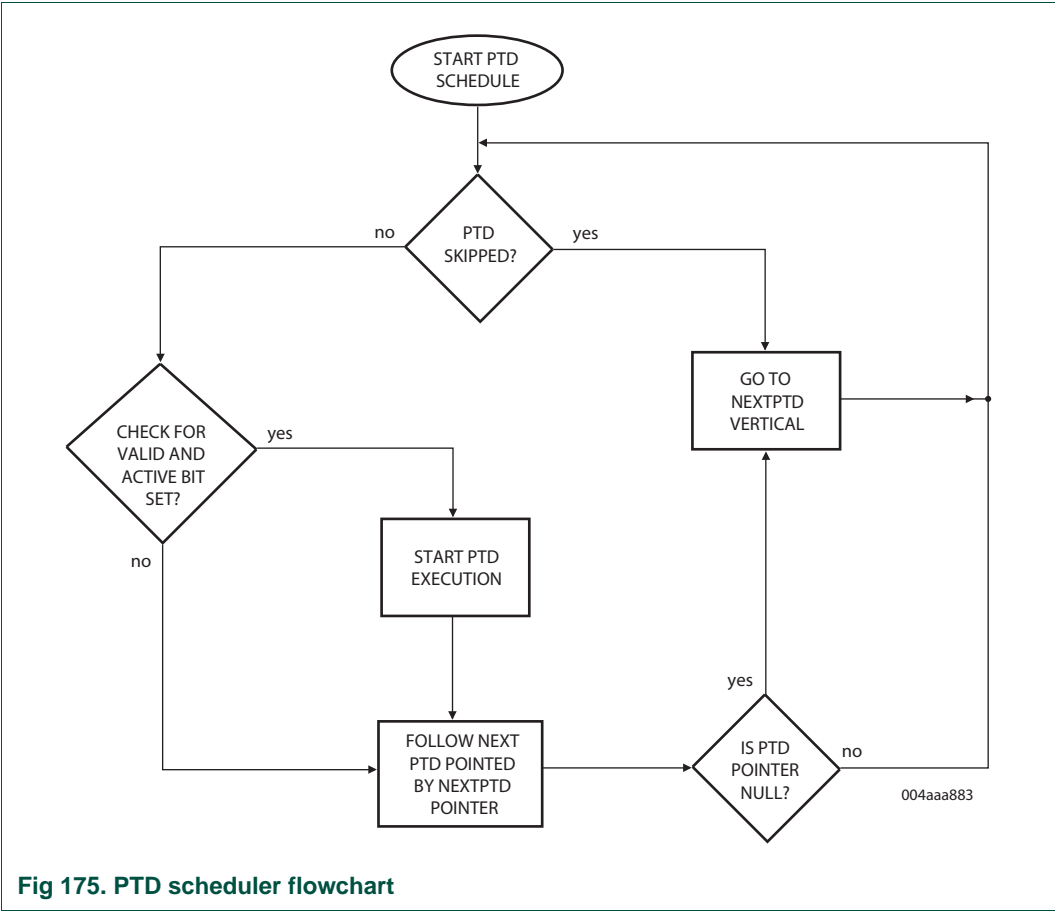 START PTD
SCHEDULE
no
PTD
SKIPPED?
yes
GO TO
NEXTPTD
VERTICAL
CHECK FOR
VALID AND
ACTIVE BIT
SET?
yes
no
START PTD
EXECUTION
FOLLOW NEXT
PTD POINTED
BY NEXTPTD
POINTER
yes
IS PTD
POINTER
NULL?
no
004aaa883
Fig 175. PTD scheduler flowchart